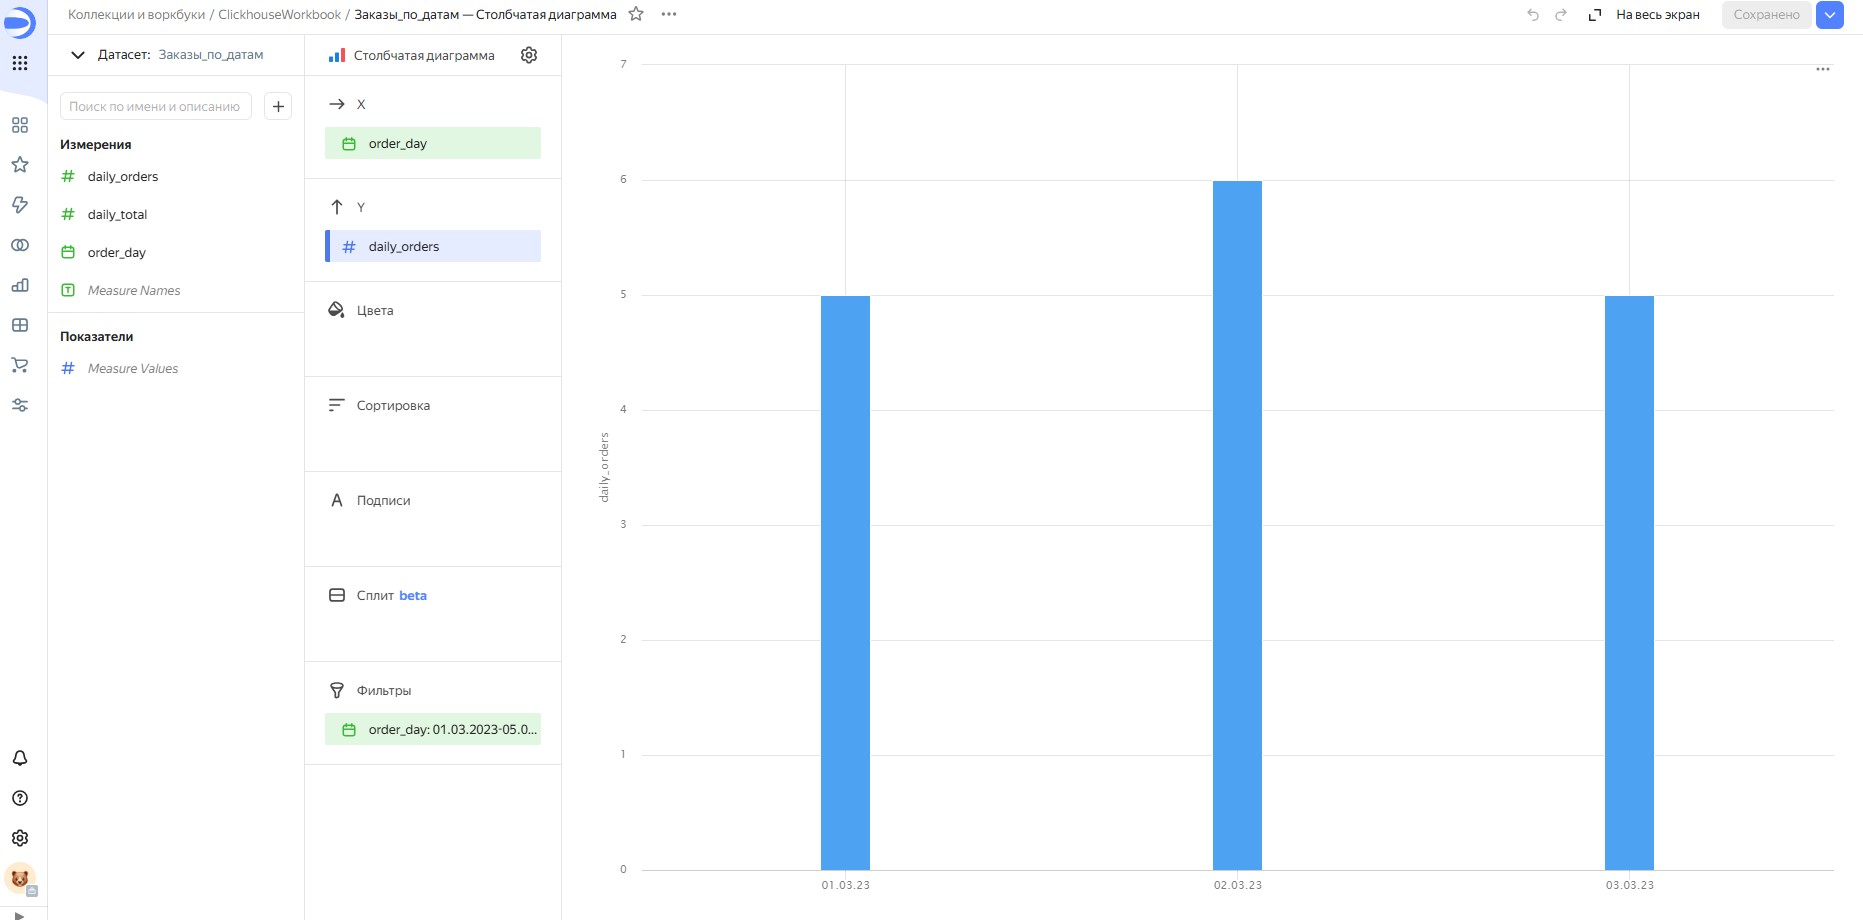 Коллекции и воркбуки / ClickhouseWorkbook / Заказы_по_датам — Столбчатая диаграмма
На весь экран
Сохранено
Датасет: Заказы_по_датам
Поиск по имени и описанию
Измерения
daily_orders
daily_total
order_day
Measure Names
Показатели
Measure Values
Столбчатая диаграмма
X
order_day
Y
daily_orders
Цвета
Сортировка
Подписи
Сплит beta
Фильтры
order_day: 01.03.2023-05.0...
daily_orders
7
6
5
4
3
2
1
0
01.03.23
02.03.23
03.03.23